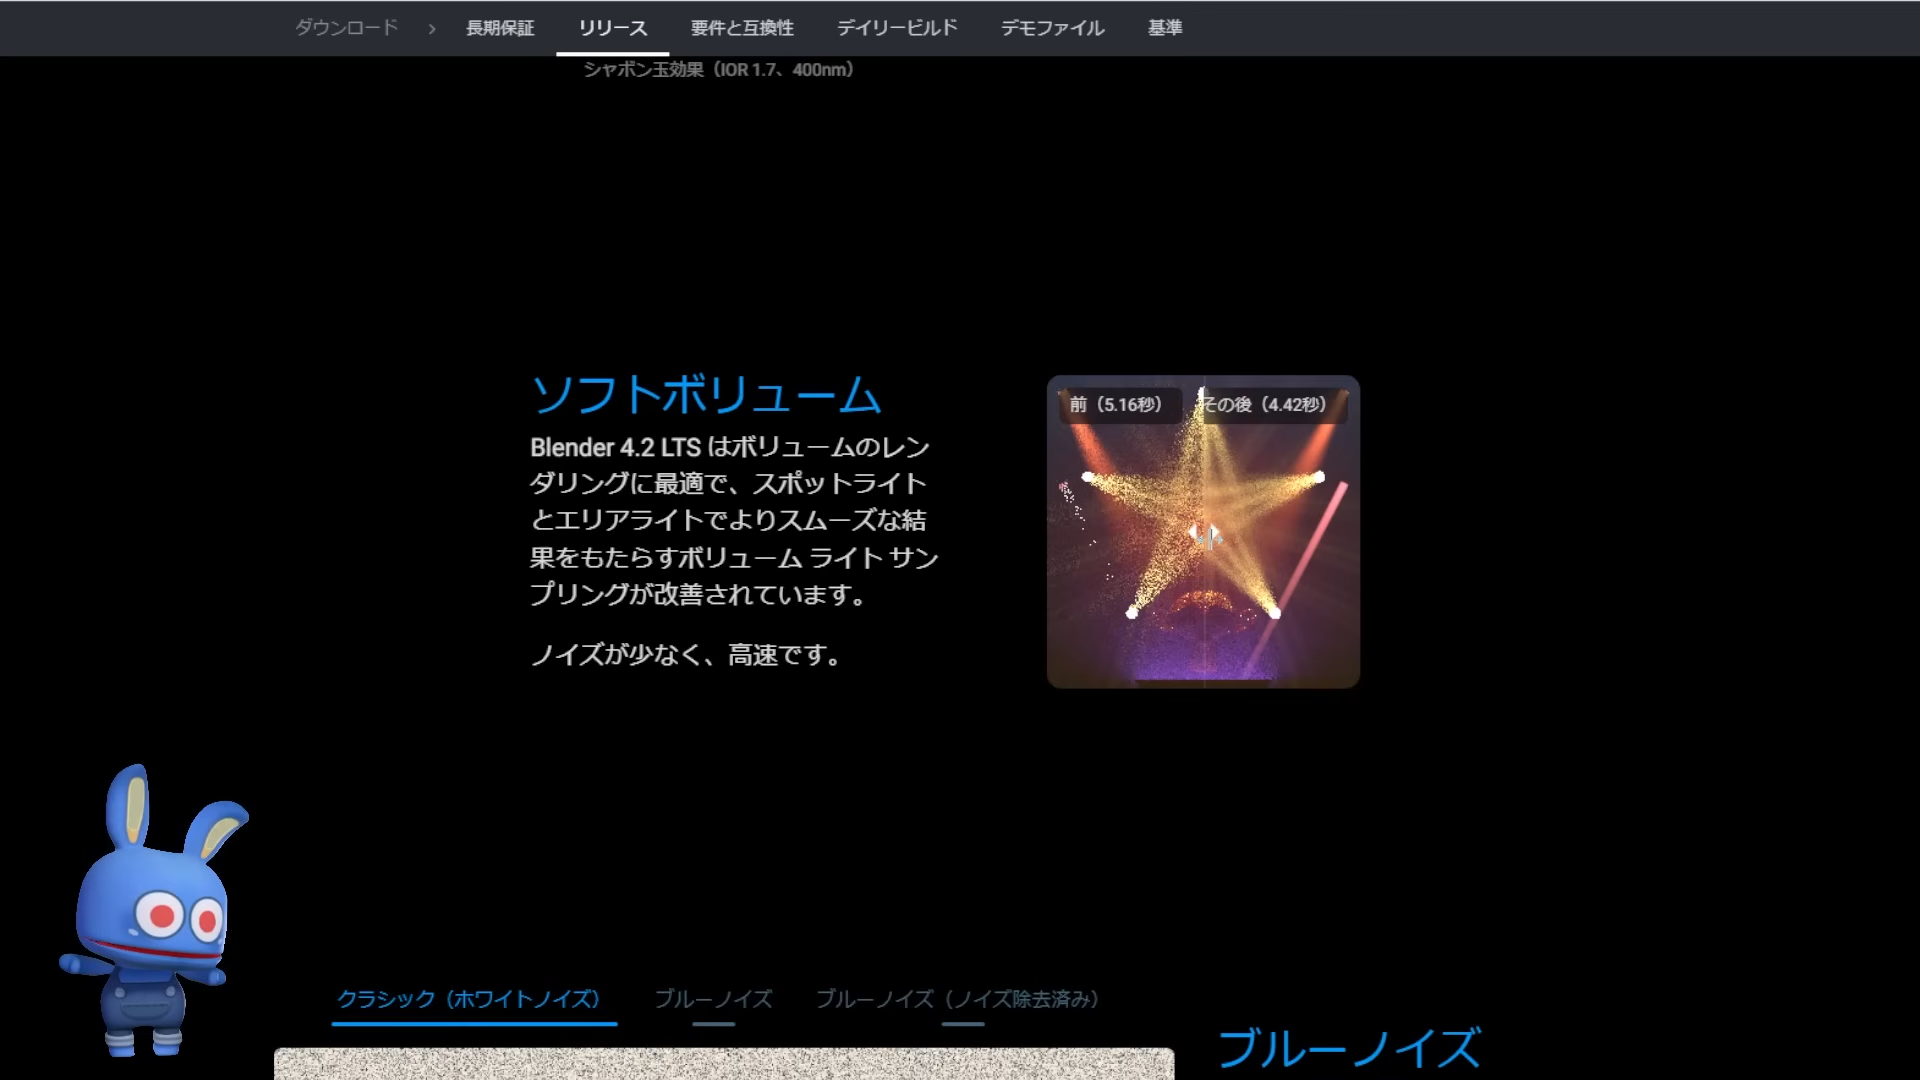 ダウンロード › 長期保証 リリース 要件と互換性 デイリービルド デモファイル 基準
シャボン玉効果（IOR 1.7、400nm）
ソフトボリューム
Blender 4.2 LTS はボリュームのレン
ダリングに最適で、スポットライト
とエリアライトでよりスムーズな結
果をもたらすボリューム ライト サン
プリングが改善されています。
ノイズが少なく、高速です。
前（5.16秒） その後（4.42秒）
クラシック（ホワイトノイズ） ブルーノイズ ブルーノイズ（ノイズ除去済み）
ブルーノイズ